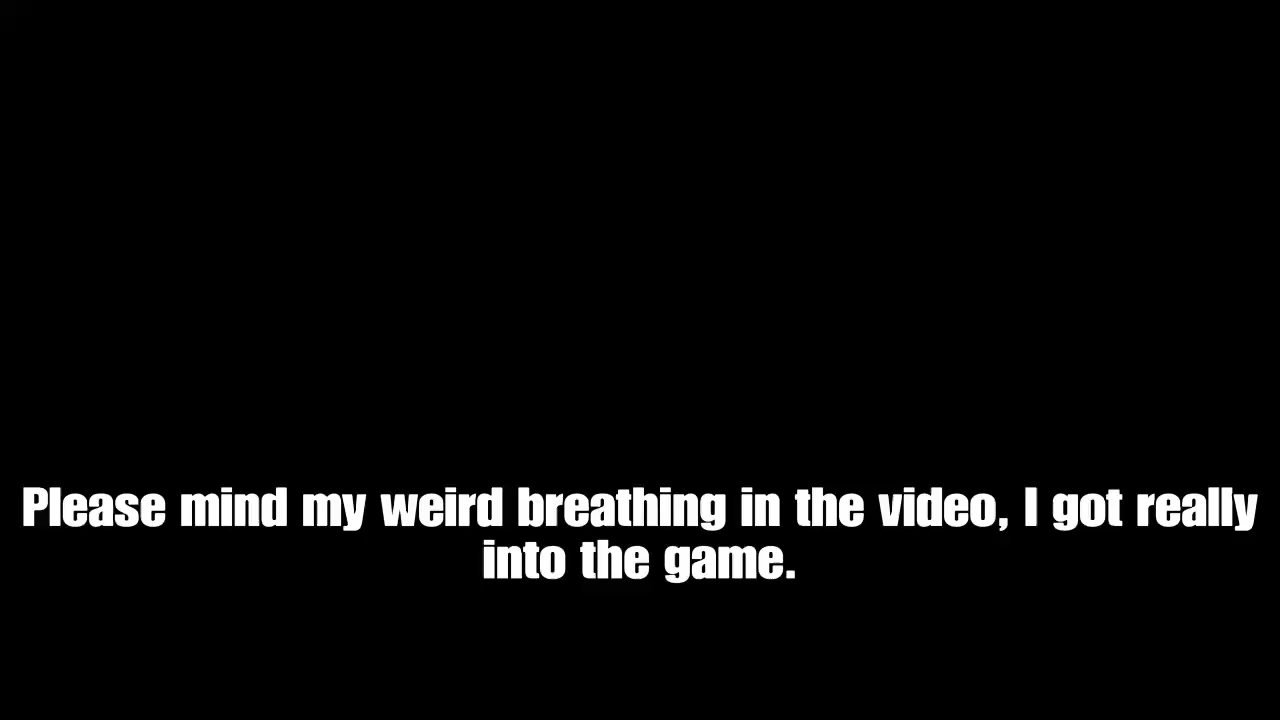 Please mind my weird breathing in the video, I got really
into the game.